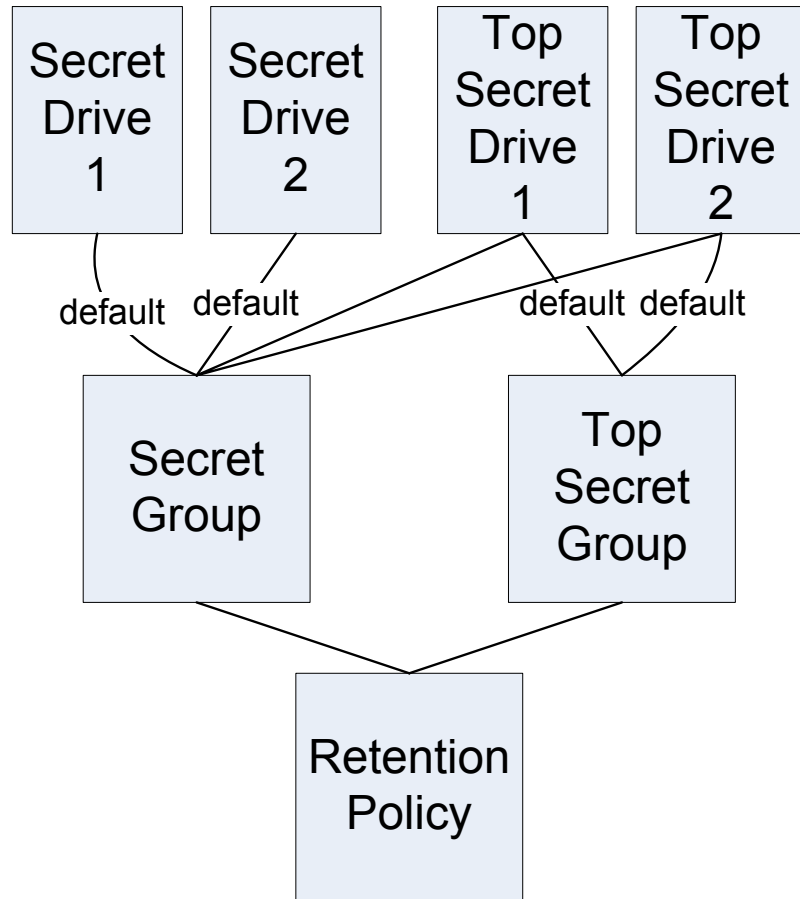 Secret
Drive
1
Secret
Drive
2
Top
Secret
Drive
1
Top
Secret
Drive
2
default
default
default
default
Secret
Group
Top
Secret
Group
Retention
Policy